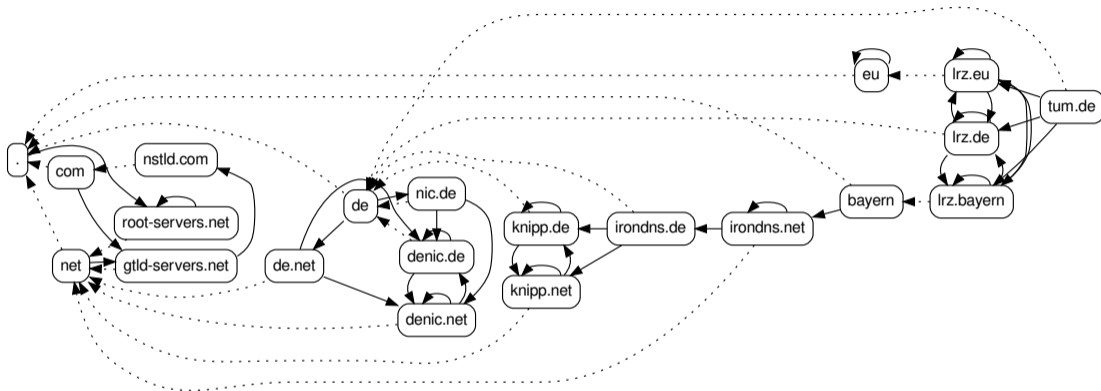 eu
lrz.eu
tum.de
lrz.de
.
com
nstld.com
nic.de
de
bayern
lrz.bayern
root-servers.net
knipp.de
irondns.de
irondns.net
net
gtld-servers.net
de.net
denic.de
knipp.net
denic.net